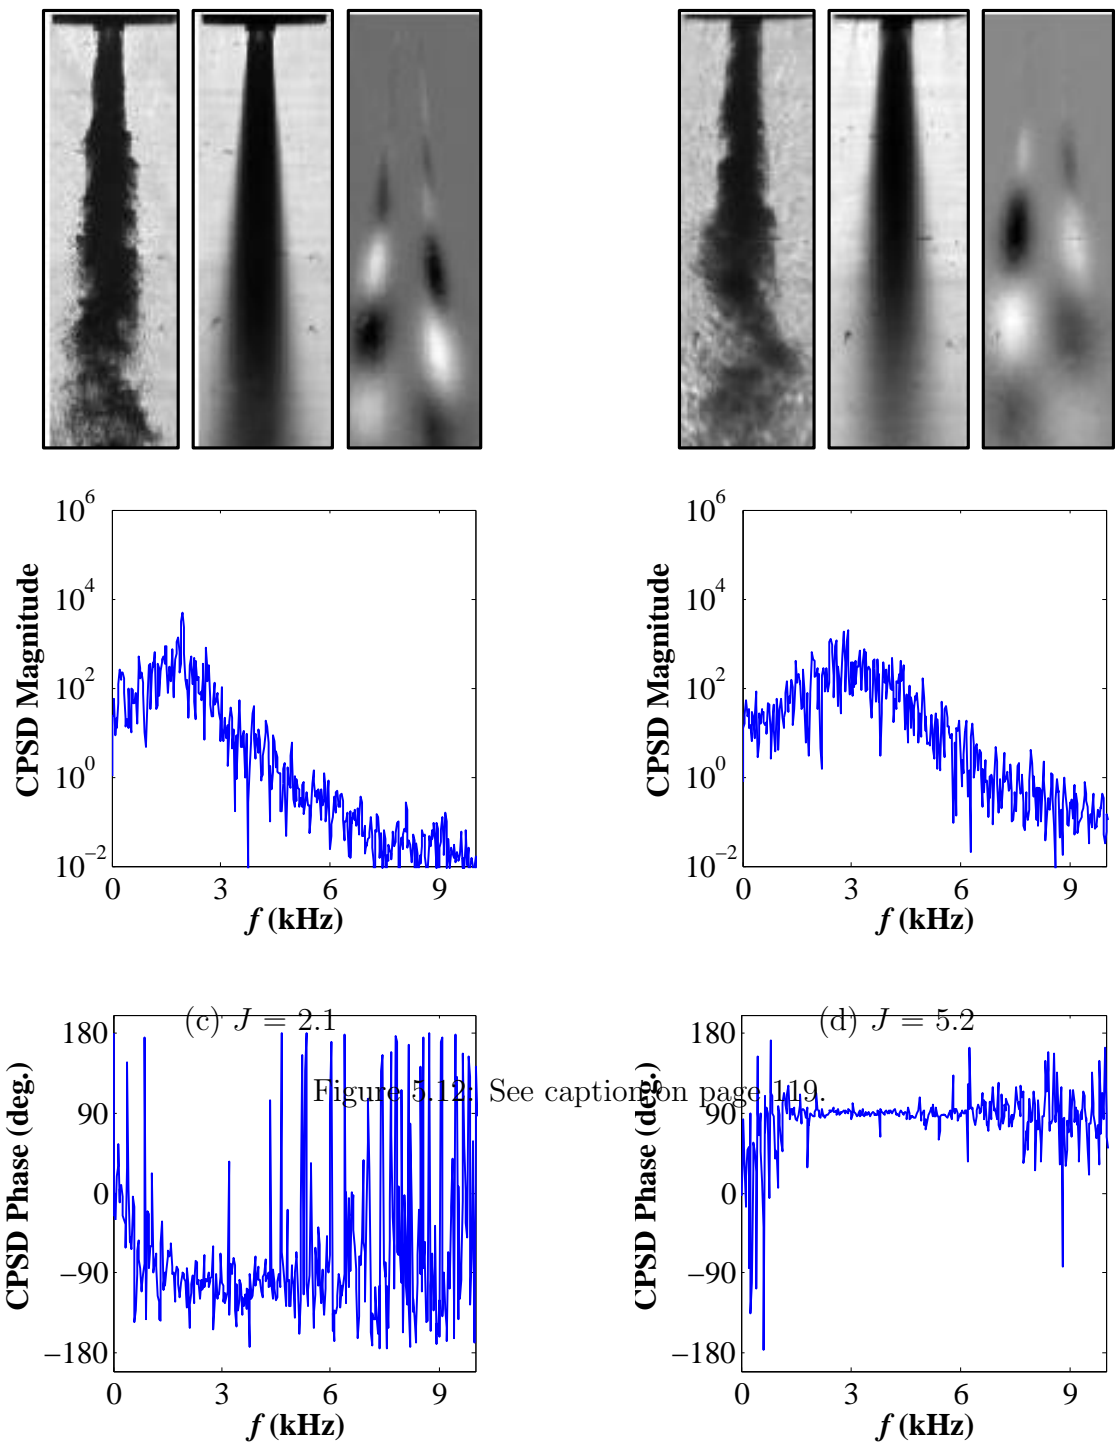 10^6
10^4
10^2
10^0
10^−2
CPSD Magnitude
0 3 6 9
f (kHz)
10^6
10^4
10^2
10^0
10^−2
CPSD Magnitude
0 3 6 9
f (kHz)
(c) J = 2.1
(d) J = 5.2
Figure 5.12: See caption on page 119.
180
90
0
−90
−180
CPSD Phase (deg.)
0 3 6 9
f (kHz)
180
90
0
−90
−180
CPSD Phase (deg.)
0 3 6 9
f (kHz)